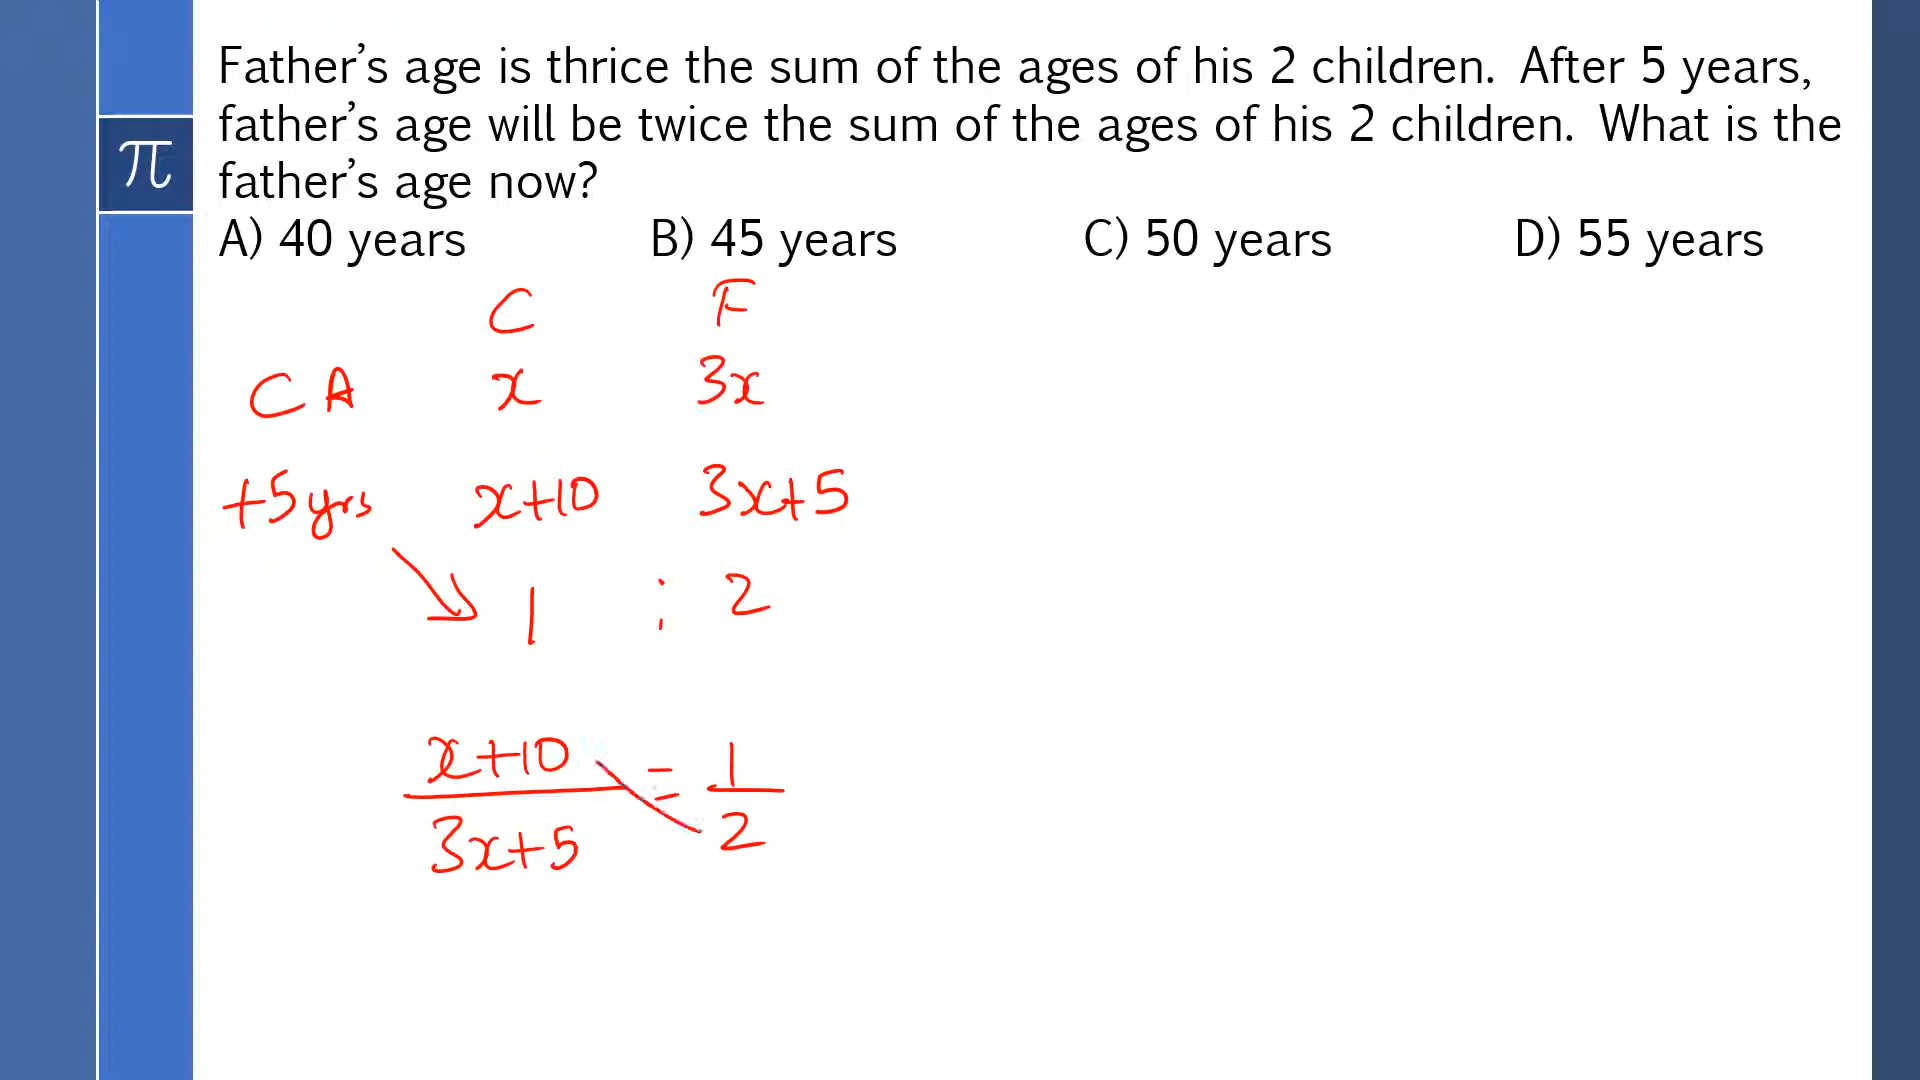 Father’s age is thrice the sum of the ages of his 2 children. After 5 years,
father’s age will be twice the sum of the ages of his 2 children. What is the
π
father’s age now?
A) 40 years B) 45 years C) 50 years D) 55 years
C F
CA x 3x
+5yrs x+10 3x+5
1 : 2
x+10 = 1
3x+5 2